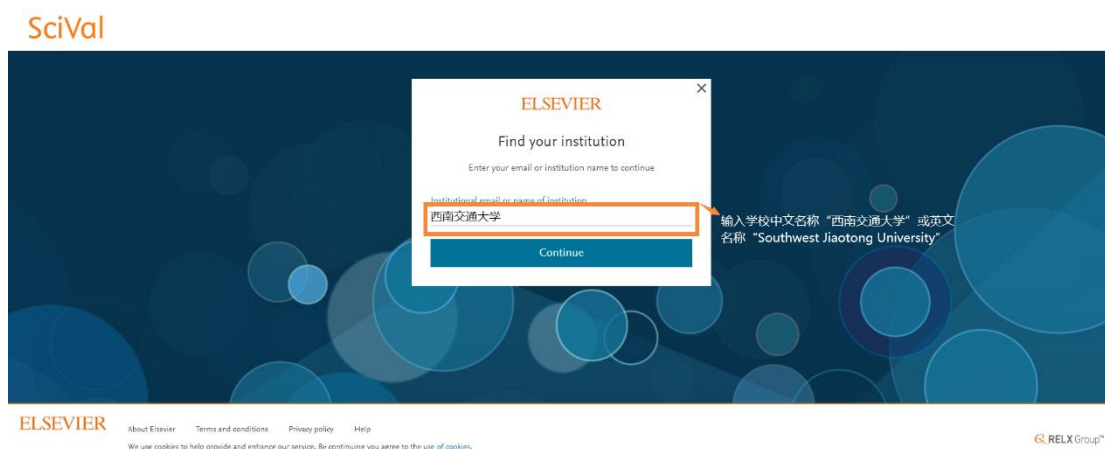 SciVal
ELSEVIER
Find your institution
Enter your email or institution name to continue
Institutional email or name of institution
西南交通大学
Continue
输入学校中文名称“西南交通大学”或英文
名称“Southwest Jiaotong University”
ELSEVIER
About Elsevier Terms and conditions Privacy policy Help
We use cookies to help provide and enhance our service. By continuing you agree to the use of cookies.
RELX Group™